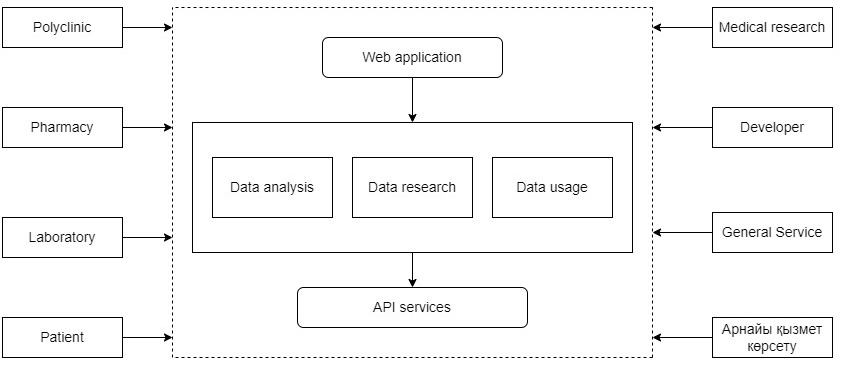 Polyclinic
Medical research
Web application
Pharmacy
Developer
Data analysis
Data research
Data usage
Laboratory
General Service
API services
Patient
Арнайы қызмет
көрсету